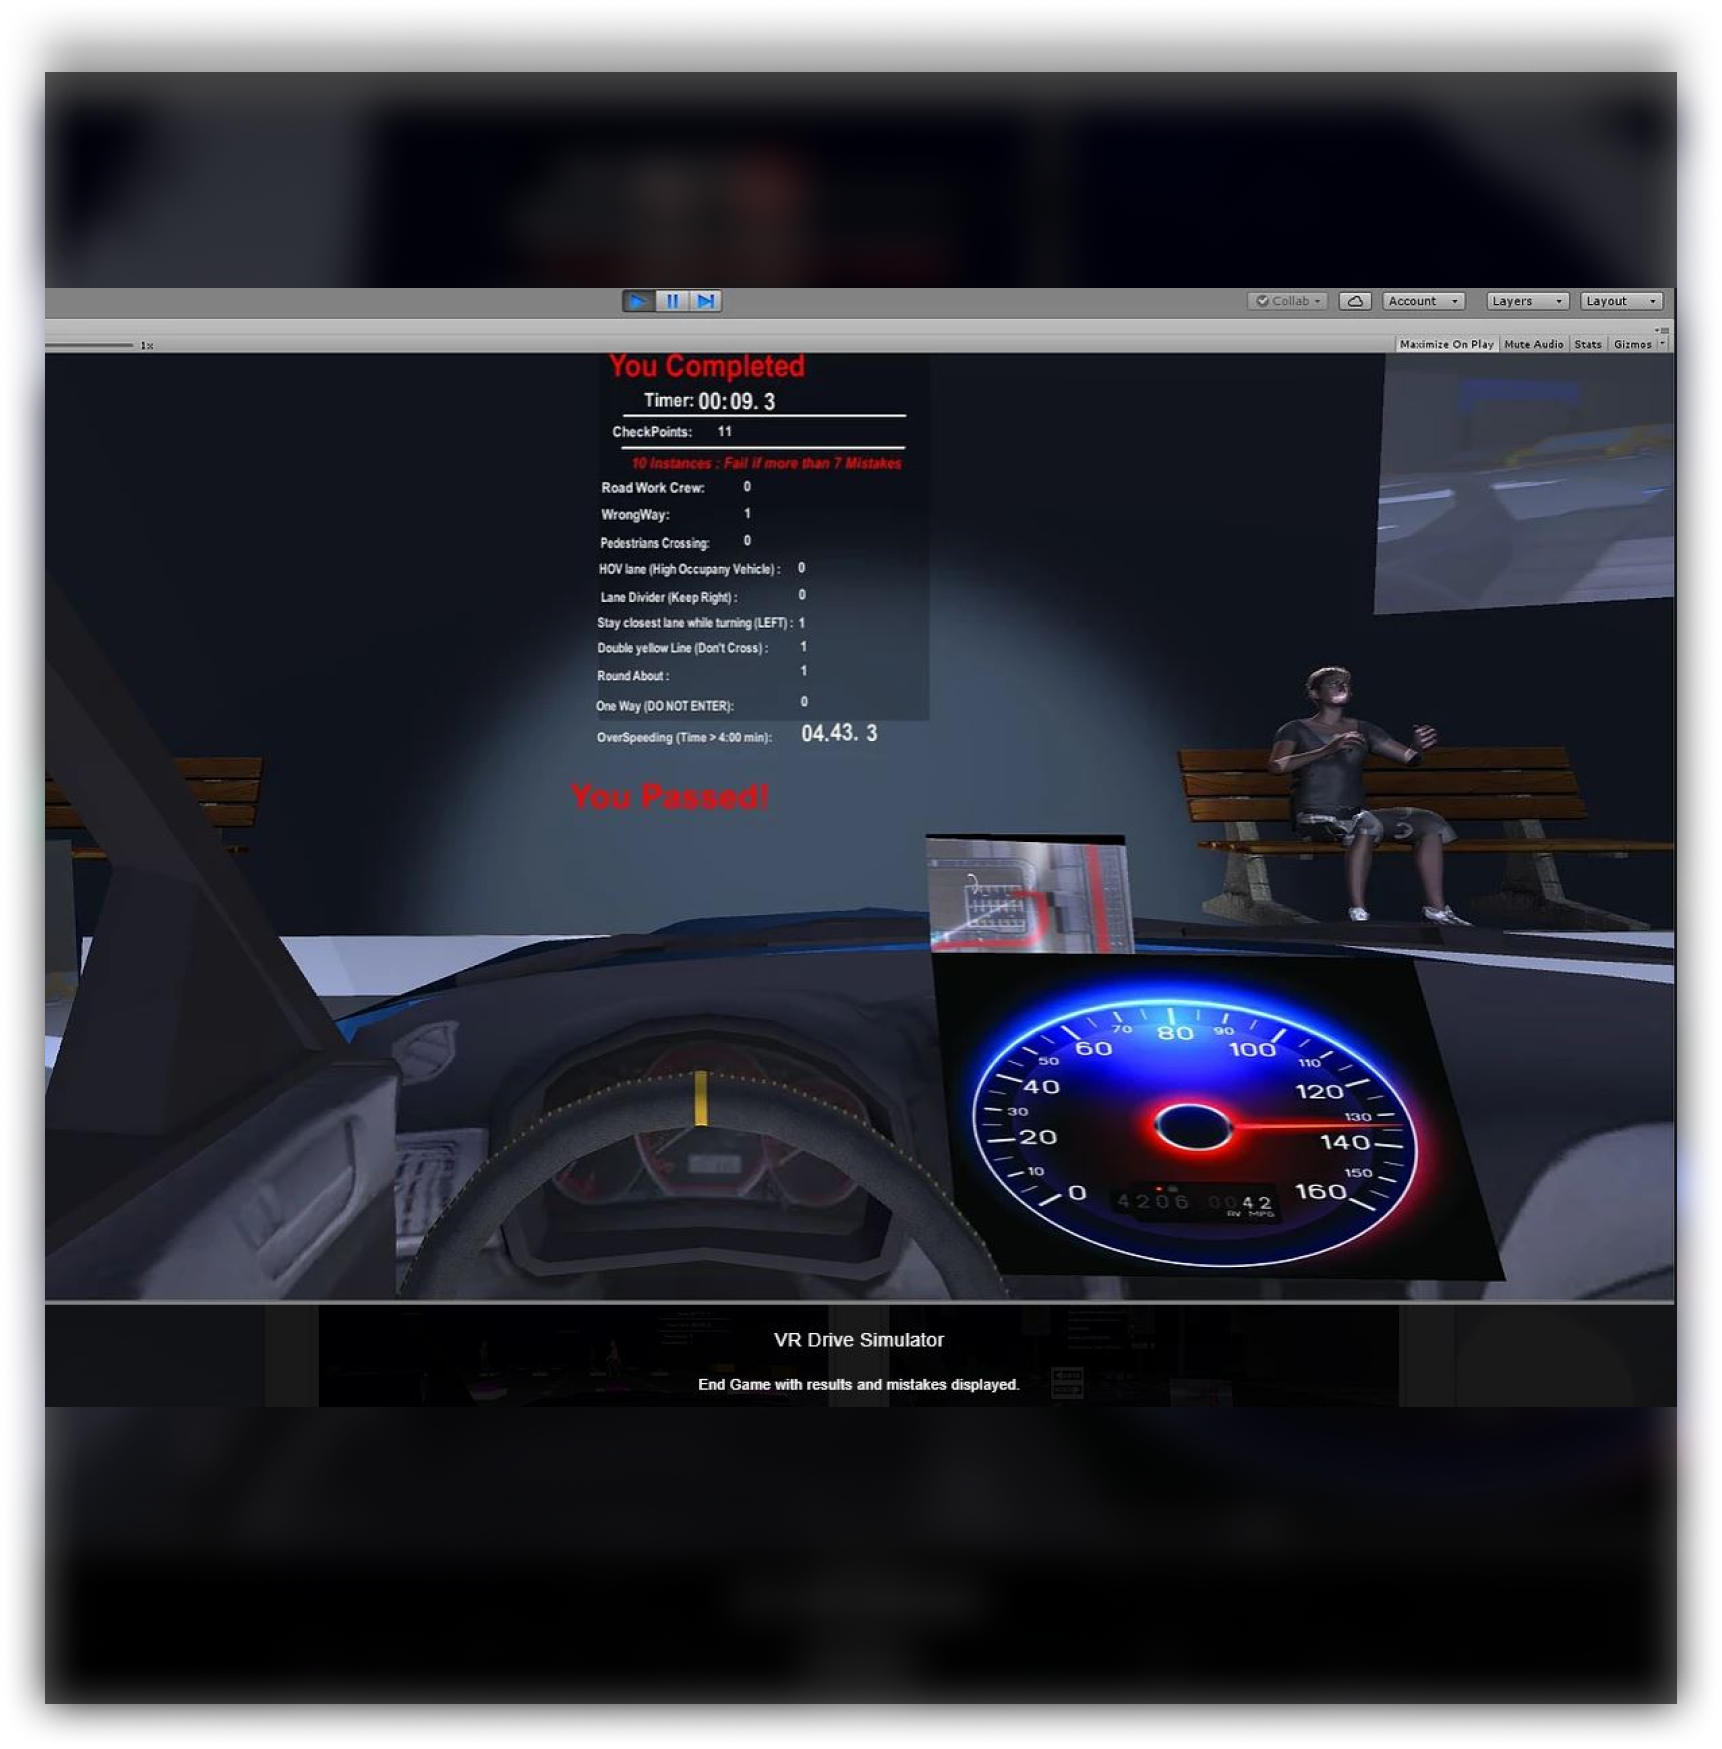 Collab Account Layers Layout
1x Maximize On Play Mute Audio Stats Gizmos
You Completed
Timer: 00:09. 3
CheckPoints: 11
10 Instances : Fail if more than 7 Mistakes
Road Work Crew: 0
WrongWay: 1
Pedestrians Crossing: 0
HOV lane (High Occupany Vehicle) : 0
Lane Divider (Keep Right) : 0
Stay closest lane while turning (LEFT) : 1
Double yellow Line (Don't Cross) : 1
Round About : 1
One Way (DO NOT ENTER): 0
OverSpeeding (Time > 4:00 min): 04.43. 3
You Passed!
0 10 20 30 40 50 60 70 80 90 100 110 120 130 140 150 160
4206 0042
AV MPG
VR Drive Simulator
End Game with results and mistakes displayed.